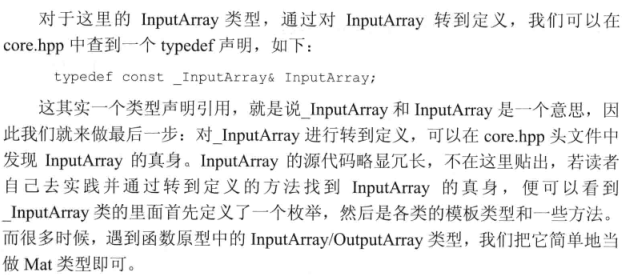 对于这里的 InputArray 类型，通过对 InputArray 转到定义，我们可以在
core.hpp 中查到一个 typedef 声明，如下：
typedef const _InputArray& InputArray;
这其实一个类型声明引用，就是说_InputArray 和 InputArray 是一个意思，因
此我们就来做最后一步：对_InputArray 进行转到定义，可以在 core.hpp 头文件中
发现 InputArray 的真身。InputArray 的源代码略显冗长，不在这里贴出，若读者
自己去实践并通过转到定义的方法找到 InputArray 的真身，便可以看到
_InputArray 类的里面首先定义了一个枚举，然后是各类的模板类型和一些方法。
而很多时候，遇到函数原型中的 InputArray/OutputArray 类型，我们把它简单地当
做 Mat 类型即可。